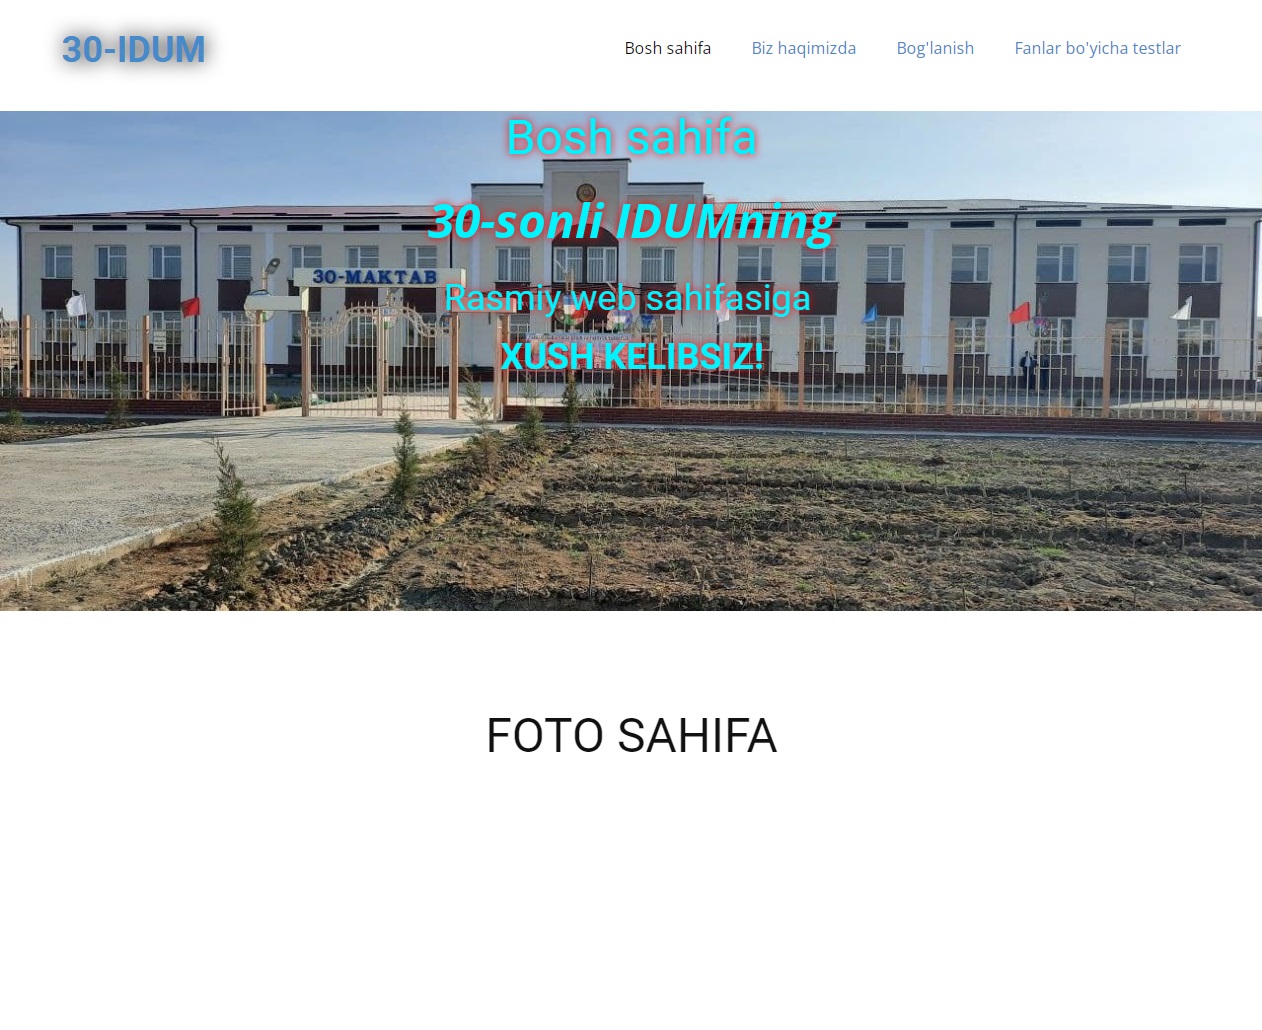 30-IDUM
Bosh sahifa
Biz haqimizda
Bog'lanish
Fanlar bo'yicha testlar
Bosh sahifa
30-sonli IDUMning
30-MAKTAB
Rasmiy web sahifasiga
XUSH KELIBSIZ!
FOTO SAHIFA